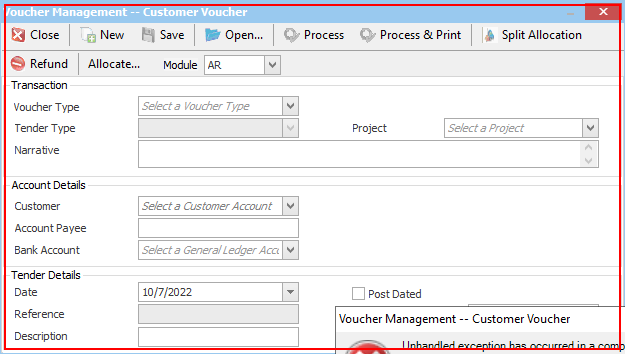 Voucher Management -- Customer Voucher
Close New Save Open... Process Process & Print Split Allocation
Refund Allocate... Module AR
Transaction
Voucher Type Select a Voucher Type
Tender Type Project Select a Project
Narrative
Account Details
Customer Select a Customer Account
Account Payee
Bank Account Select a General Ledger Acc
Tender Details
Date 10/7/2022 Post Dated
Reference
Voucher Management -- Customer Voucher
Description
Unhandled exception has occurred in a comp